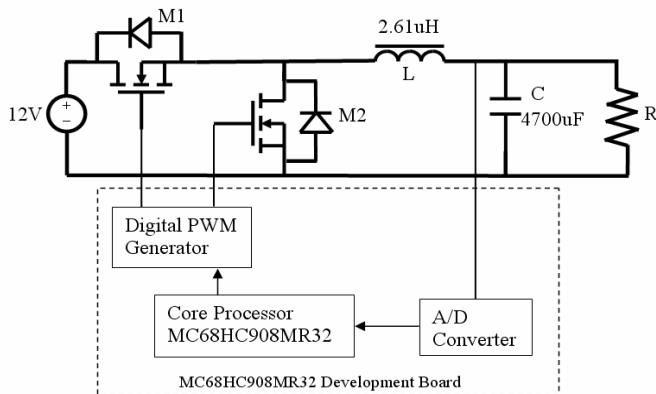 M1
2.61uH
L
12V
+
−
M2
C
4700uF
R
Digital PWM
Generator
Core Processor
MC68HC908MR32
A/D
Converter
MC68HC908MR32 Development Board